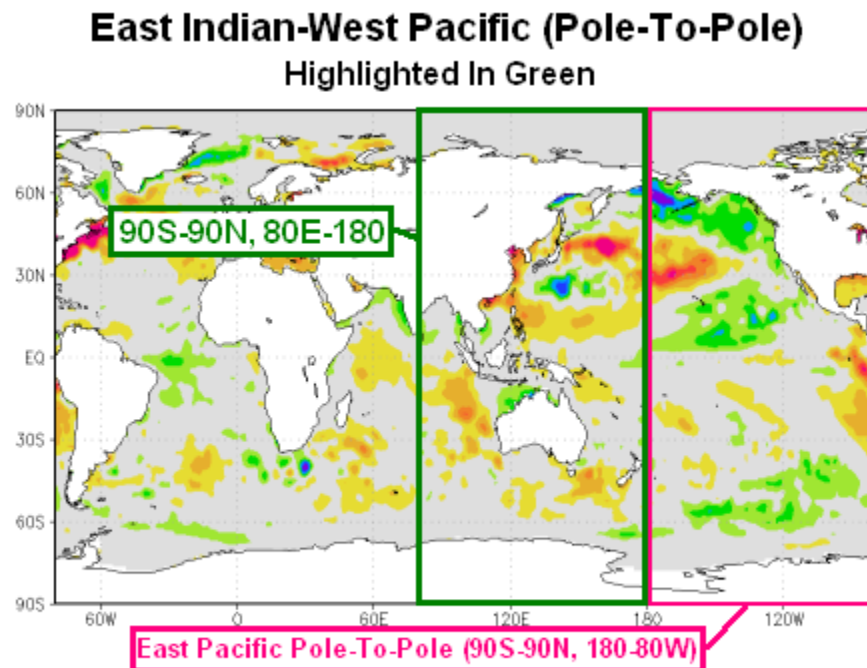 East Indian-West Pacific (Pole-To-Pole)
Highlighted In Green
90N
60N
90S-90N, 80E-180
30N
EQ
30S
60S
90S
60W 0 60E 120E 180 120W
East Pacific Pole-To-Pole (90S-90N, 180-80W)